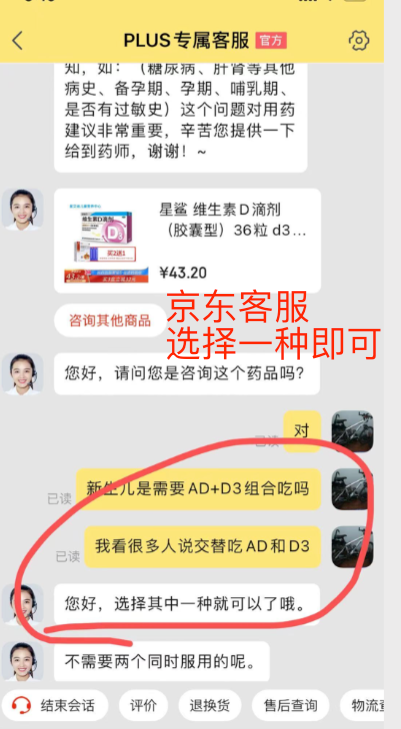 PLUS专属客服 官方
知，如：（糖尿病、肝肾等其他
病史、备孕期、孕期、哺乳期、
是否有过敏史）这个问题对用药
建议非常重要，辛苦您提供一下
给到药师，谢谢！~
星鲨 维生素D滴剂
（胶囊型）36粒 d3...
¥43.20
咨询其他商品
京东客服
选择一种即可
您好，请问您是咨询这个药品吗?
已读
对
已读
新生儿是需要AD+D3组合吃吗
已读
我看很多人说交替吃AD和D3
您好，选择其中一种就可以了哦。
不需要两个同时服用的呢。
结束会话 评价 退换货 售后查询 物流